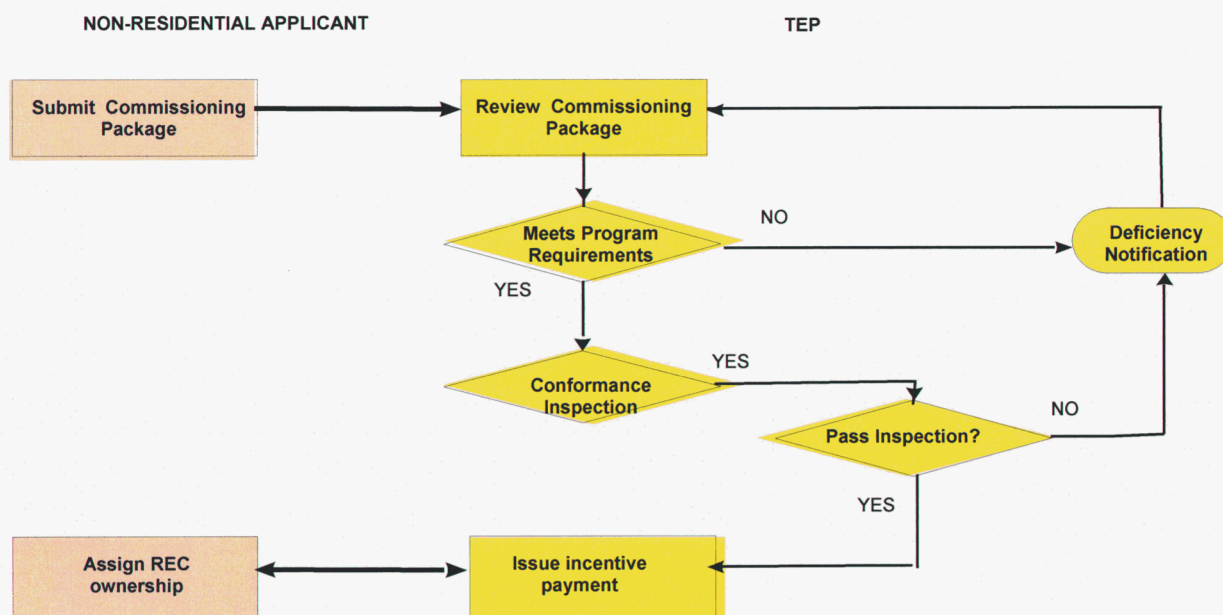 NON-RESIDENTIAL APPLICANT
TEP
Submit Commissioning
Package
Review Commissioning
Package
Meets Program
Requirements
NO
Deficiency
Notification
YES
Conformance
Inspection
YES
Pass Inspection?
NO
YES
Assign REC
ownership
Issue incentive
payment